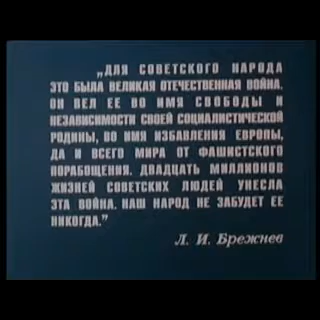 „ДЛЯ СОВЕТСКОГО НАРОДА
ЭТО БЫЛА ВЕЛИКАЯ ОТЕЧЕСТВЕННАЯ ВОЙНА.
ОН ВЕЛ ЕЕ ВО ИМЯ СВОБОДЫ И
НЕЗАВИСИМОСТИ СВОЕЙ СОЦИАЛИСТИЧЕСКОЙ
РОДИНЫ, ВО ИМЯ ИЗБАВЛЕНИЯ ЕВРОПЫ,
ДА И ВСЕГО МИРА ОТ ФАШИСТСКОГО
ПОРАБОЩЕНИЯ. ДВАДЦАТЬ МИЛЛИОНОВ
ЖИЗНЕЙ СОВЕТСКИХ ЛЮДЕЙ УНЕСЛА
ЭТА ВОЙНА. НАШ НАРОД НЕ ЗАБУДЕТ ЕЕ
НИКОГДА.”
Л. И. Брежнев